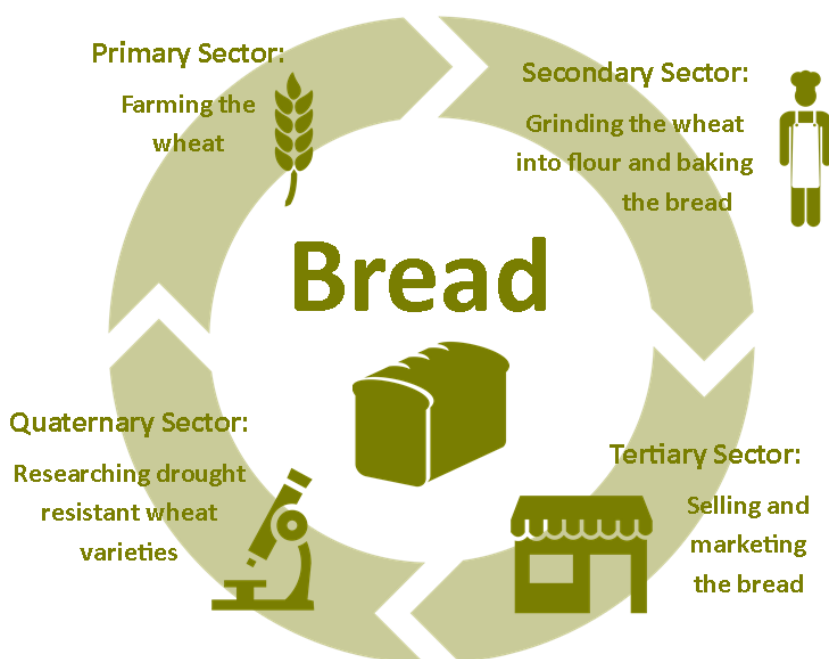 Primary Sector:
Farming the
wheat
Secondary Sector:
Grinding the wheat
into flour and baking
the bread
Bread
Quaternary Sector:
Researching drought
resistant wheat
varieties
Tertiary Sector:
Selling and
marketing
the bread